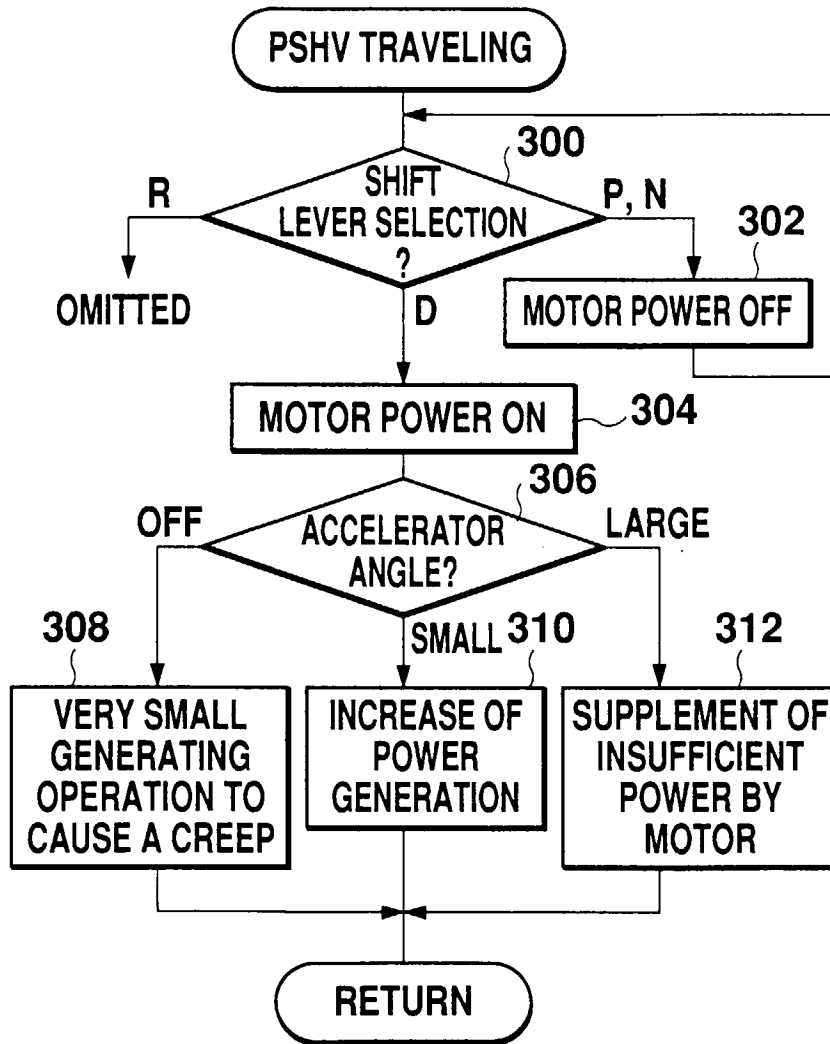 PSHV TRAVELING
300
SHIFT
LEVER SELECTION
?
R
P, N
302
OMITTED
D
MOTOR POWER OFF
MOTOR POWER ON
304
306
OFF
ACCELERATOR
ANGLE?
LARGE
308
SMALL
310
312
VERY SMALL
GENERATING
OPERATION TO
CAUSE A CREEP
INCREASE OF
POWER
GENERATION
SUPPLEMENT OF
INSUFFICIENT
POWER BY
MOTOR
RETURN